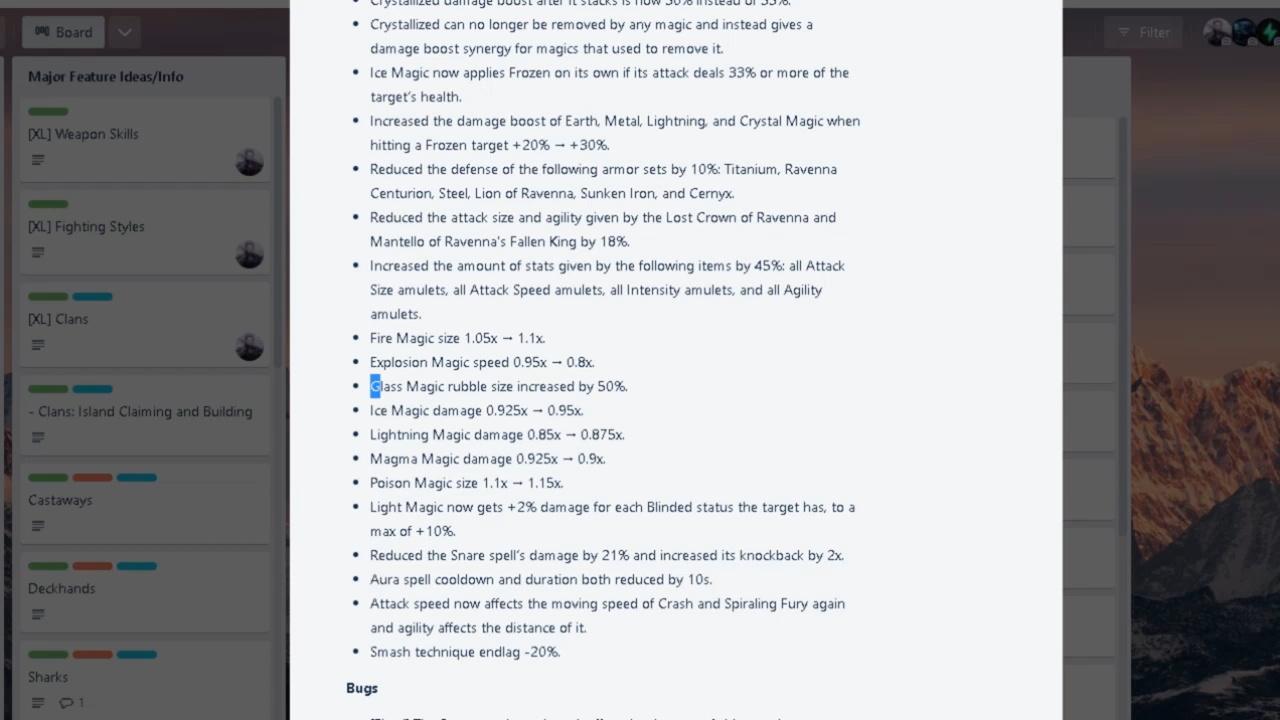 Board
Filter
Major Feature Ideas/Info
[XL] Weapon Skills
[XL] Fighting Styles
[XL] Clans
- Clans: Island Claiming and Building
Castaways
Deckhands
Sharks
1
Crystallized damage boost after it stacks is now 30% instead of 35%.
Crystallized can no longer be removed by any magic and instead gives a
damage boost synergy for magics that used to remove it.
Ice Magic now applies Frozen on its own if its attack deals 33% or more of the
target's health.
Increased the damage boost of Earth, Metal, Lightning, and Crystal Magic when
hitting a Frozen target +20% → +30%.
Reduced the defense of the following armor sets by 10%: Titanium, Ravenna
Centurion, Steel, Lion of Ravenna, Sunken Iron, and Cernyx.
Reduced the attack size and agility given by the Lost Crown of Ravenna and
Mantello of Ravenna's Fallen King by 18%.
Increased the amount of stats given by the following items by 45%: all Attack
Size amulets, all Attack Speed amulets, all Intensity amulets, and all Agility
amulets.
Fire Magic size 1.05x → 1.1x.
Explosion Magic speed 0.95x → 0.8x.
Glass Magic rubble size increased by 50%.
Ice Magic damage 0.925x → 0.95x.
Lightning Magic damage 0.85x → 0.875x.
Magma Magic damage 0.925x → 0.9x.
Poison Magic size 1.1x → 1.15x.
Light Magic now gets +2% damage for each Blinded status the target has, to a
max of +10%.
Reduced the Snare spell's damage by 21% and increased its knockback by 2x.
Aura spell cooldown and duration both reduced by 10s.
Attack speed now affects the moving speed of Crash and Spiraling Fury again
and agility affects the distance of it.
Smash technique endlag -20%.
Bugs